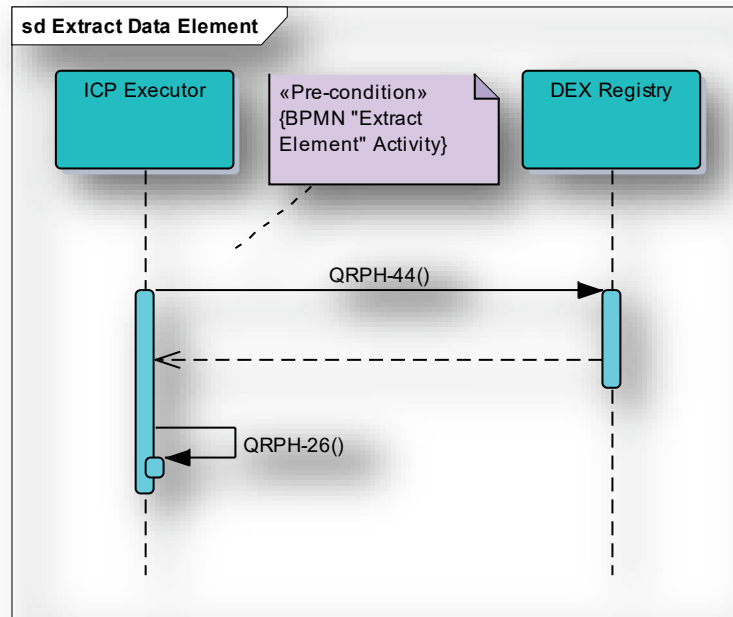 sd Extract Data Element
ICP Executor
«Pre-condition»
{BPMN "Extract
Element" Activity}
DEX Registry
QRPH-44()
QRPH-26()